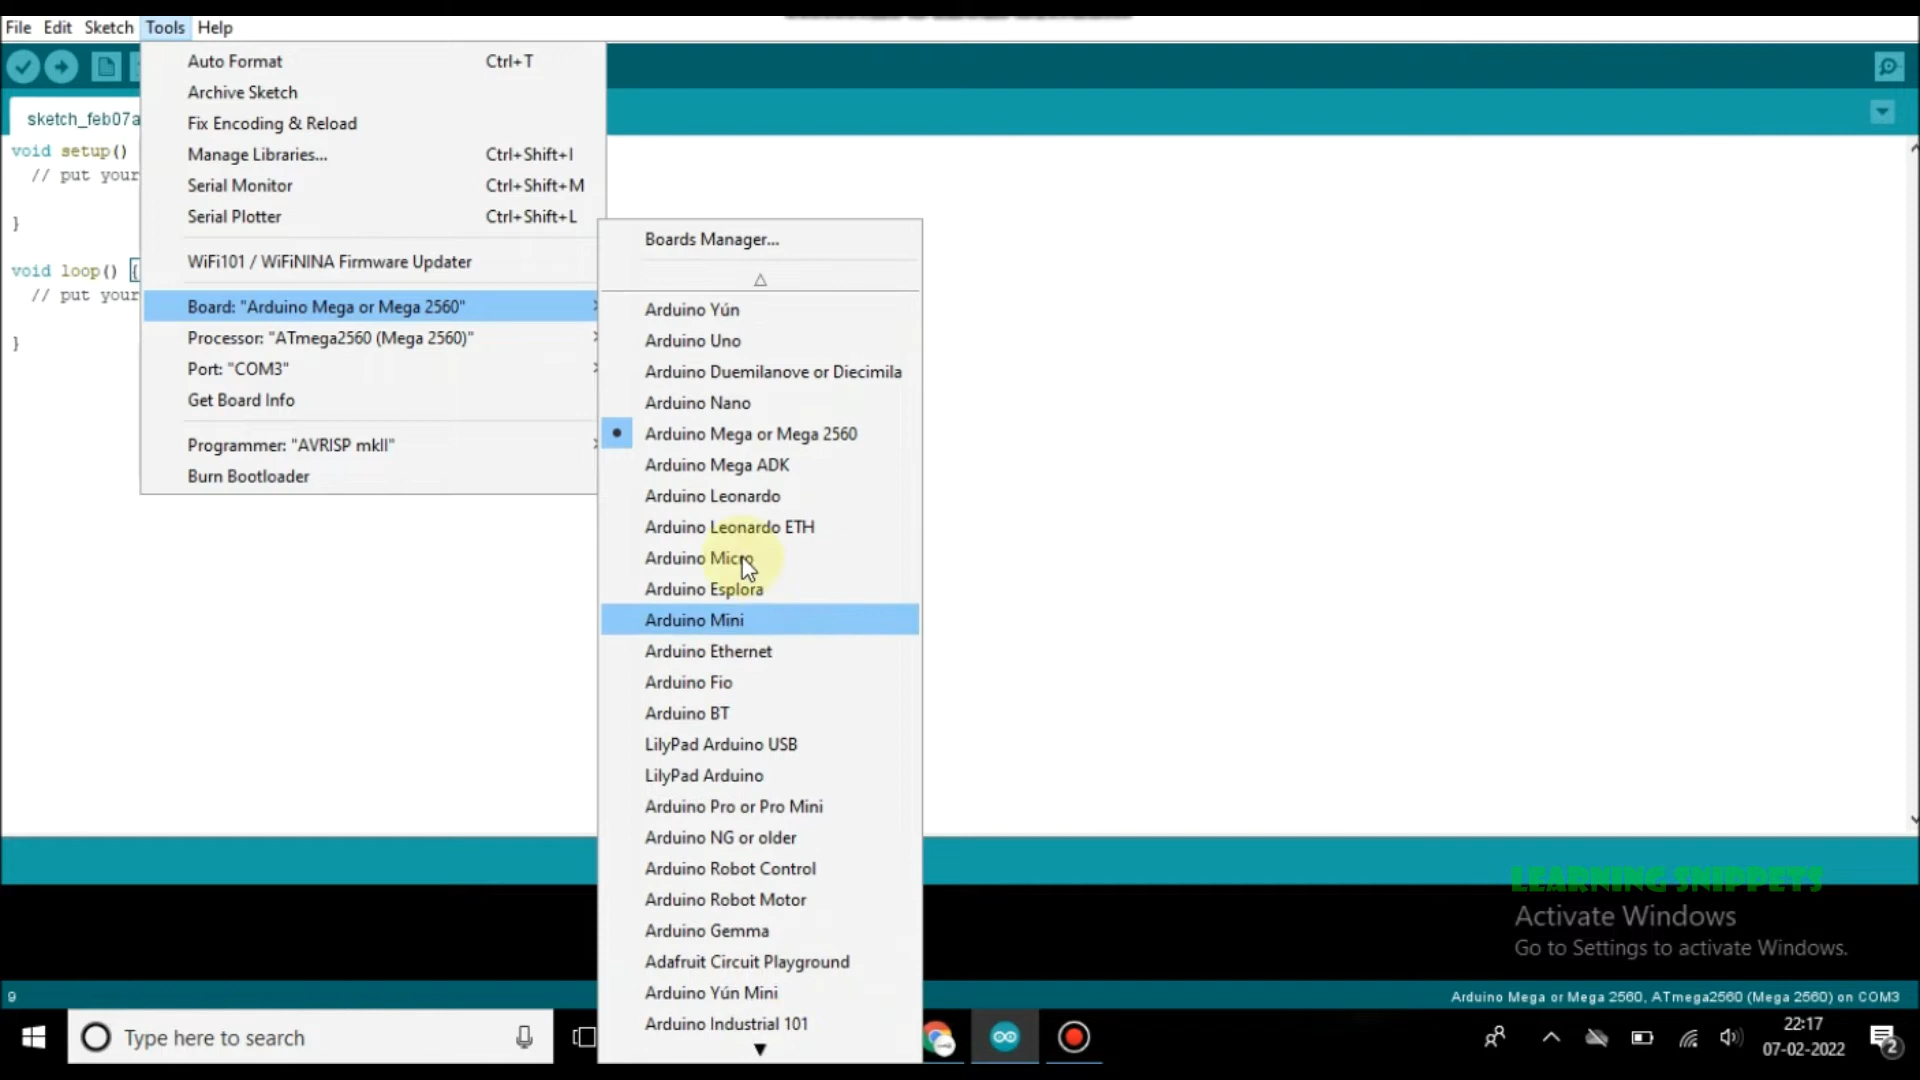 File Edit Sketch Tools Help
Auto Format Ctrl+T
Archive Sketch
Fix Encoding & Reload
Manage Libraries... Ctrl+Shift+I
Serial Monitor Ctrl+Shift+M
Serial Plotter Ctrl+Shift+L
WiFi101 / WiFiNINA Firmware Updater
Board: "Arduino Mega or Mega 2560"
Processor: "ATmega2560 (Mega 2560)"
Port: "COM3"
Get Board Info
Programmer: "AVRISP mkII"
Burn Bootloader
sketch_feb07a
void setup()
// put your
}
void loop() {
// put your
}
Boards Manager...
Arduino Yún
Arduino Uno
Arduino Duemilanove or Diecimila
Arduino Nano
Arduino Mega or Mega 2560
Arduino Mega ADK
Arduino Leonardo
Arduino Leonardo ETH
Arduino Micro
Arduino Esplora
Arduino Mini
Arduino Ethernet
Arduino Fio
Arduino BT
LilyPad Arduino USB
LilyPad Arduino
Arduino Pro or Pro Mini
Arduino NG or older
Arduino Robot Control
Arduino Robot Motor
Arduino Gemma
Adafruit Circuit Playground
Arduino Yún Mini
Arduino Industrial 101
LEARNING SNIPPETS
Activate Windows
Go to Settings to activate Windows.
9
Arduino Mega or Mega 2560, ATmega2560 (Mega 2560) on COM3
Type here to search
22:17
07-02-2022
2